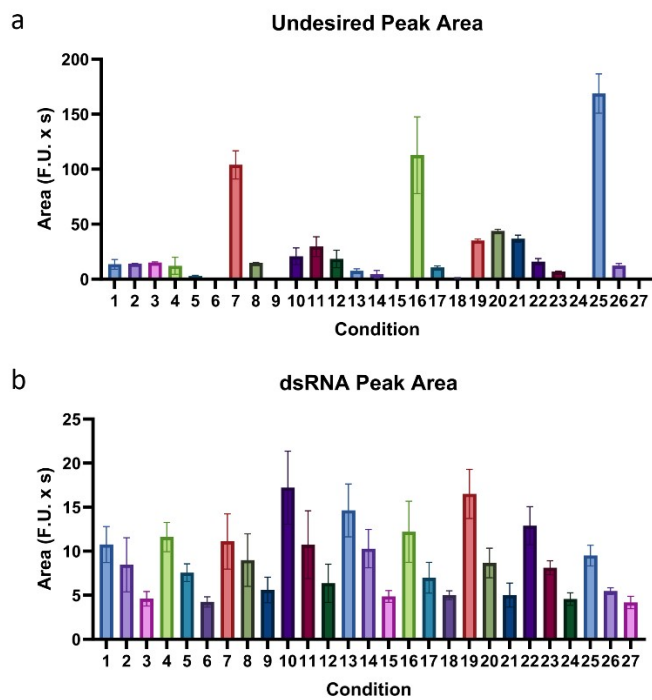 a
Undesired Peak Area
200
150
100
50
0
Area (F.U. x s)
1 2 3 4 5 6 7 8 9 10 11 12 13 14 15 16 17 18 19 20 21 22 23 24 25 26 27
Condition
b
dsRNA Peak Area
25
20
15
10
5
0
Area (F.U. x s)
1 2 3 4 5 6 7 8 9 10 11 12 13 14 15 16 17 18 19 20 21 22 23 24 25 26 27
Condition